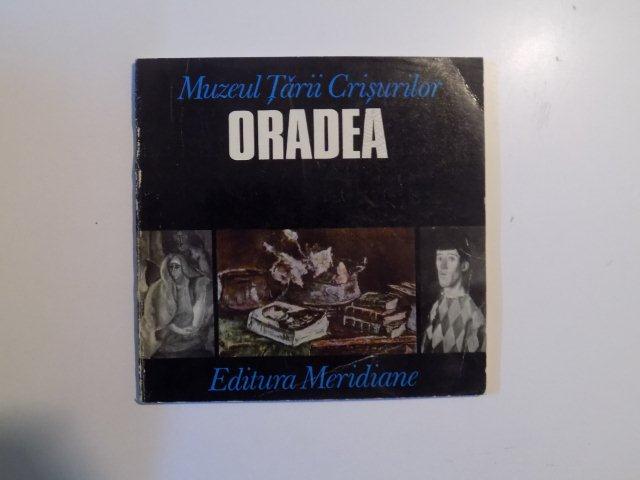 Muzeul Țării Crișurilor
ORADEA
Editura Meridiane